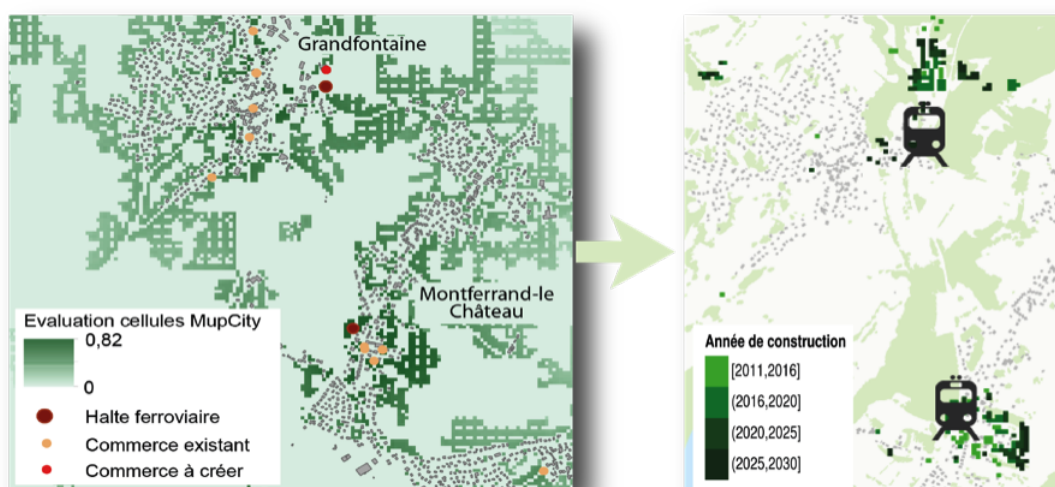 Grandfontaine
Montferrand-le
Château
Evaluation cellules MupCity
0,82
0
Halte ferroviaire
Commerce existant
Commerce à créer
Année de construction
[2011,2016]
(2016,2020]
(2020,2025]
(2025,2030]